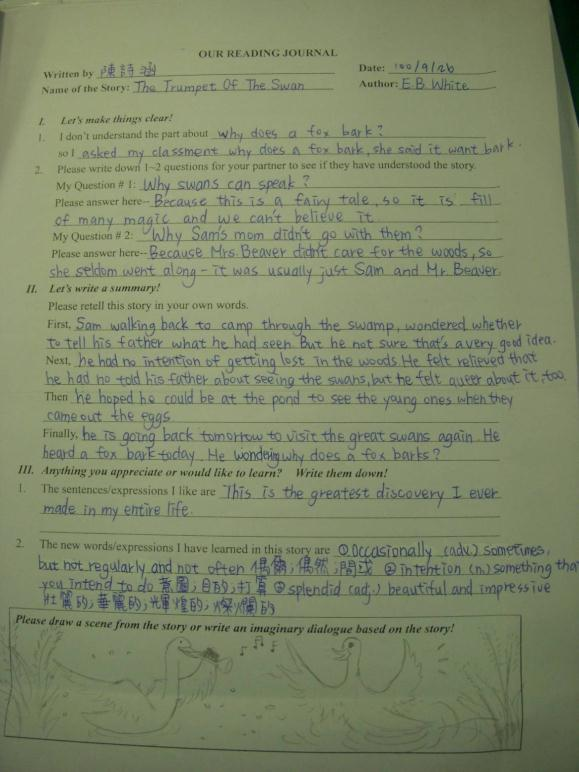 OUR READING JOURNAL
Written by 陳詩涵 Date: 100/9/26
Name of the Story: The Trumpet Of The Swan Author: E.B. White
I. Let's make things clear!
1. I don't understand the part about why does a fox bark?
so I asked my classment why does a fox bark, she said it want bark.
2. Please write down 1~2 questions for your partner to see if they have understood the story.
My Question # 1: Why swans can speak?
Please answer here-- Because this is a fairy tale, so it is fill
of many magic and we can't believe it.
My Question # 2: Why Sam's mom didn't go with them?
Please answer here-- Because Mrs. Beaver didn't care for the woods, so
she seldom went along - it was usually just Sam and Mr. Beaver.
II. Let's write a summary!
Please retell this story in your own words.
First, Sam walking back to camp through the swamp, wondered whether
to tell his father what he had seen. But he not sure that's a very good idea.
Next, he had no intention of getting lost in the woods. He felt relieved that
he had no told his father about seeing the swans, but he felt queer about it, too.
Then he hoped he could be at the pond to see the young ones when they
came out the eggs.
Finally, he is going back tomorrow to visit the great swans again. He
heard a fox bark today. He wondering why does a fox barks?
III. Anything you appreciate or would like to learn? Write them down!
1. The sentences/expressions I like are This is the greatest discovery I ever
made in my entire life.
2. The new words/expressions I have learned in this story are ① Occasionally (adv.) sometimes,
but not regularly and not often 偶爾;偶然;間或 ② intention (n.) something tha
you intend to do 意圖;目的;打算 ③ splendid (adj.) beautiful and impressive
壯麗的;華麗的;輝煌的;燦爛的
Please draw a scene from the story or write an imaginary dialogue based on the story!